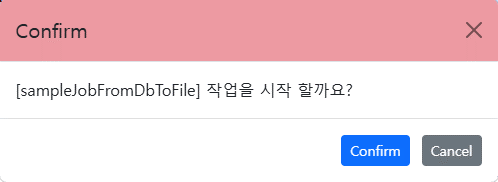 Confirm
[sampleJobFromDbToFile] 작업을 시작 할까요?
Confirm Cancel